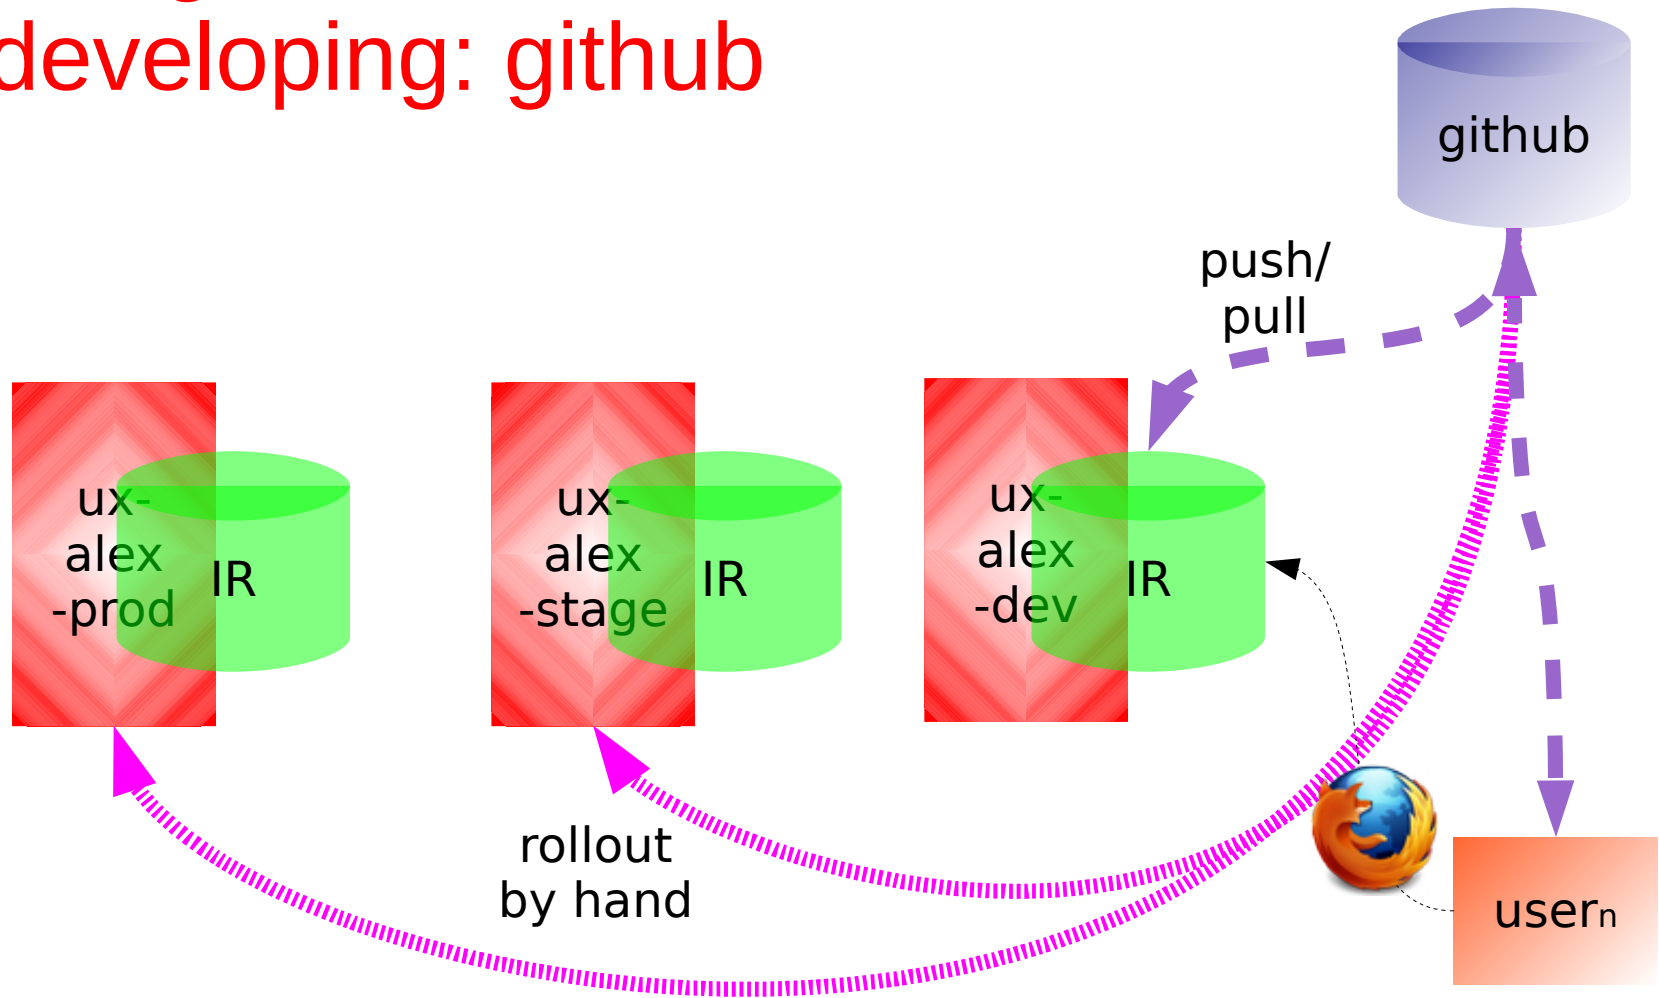 developing: github
github
push/
pull
ux-
alex
-prod
IR
ux-
alex
-stage
IR
ux-
alex
-dev
IR
rollout
by hand
usern